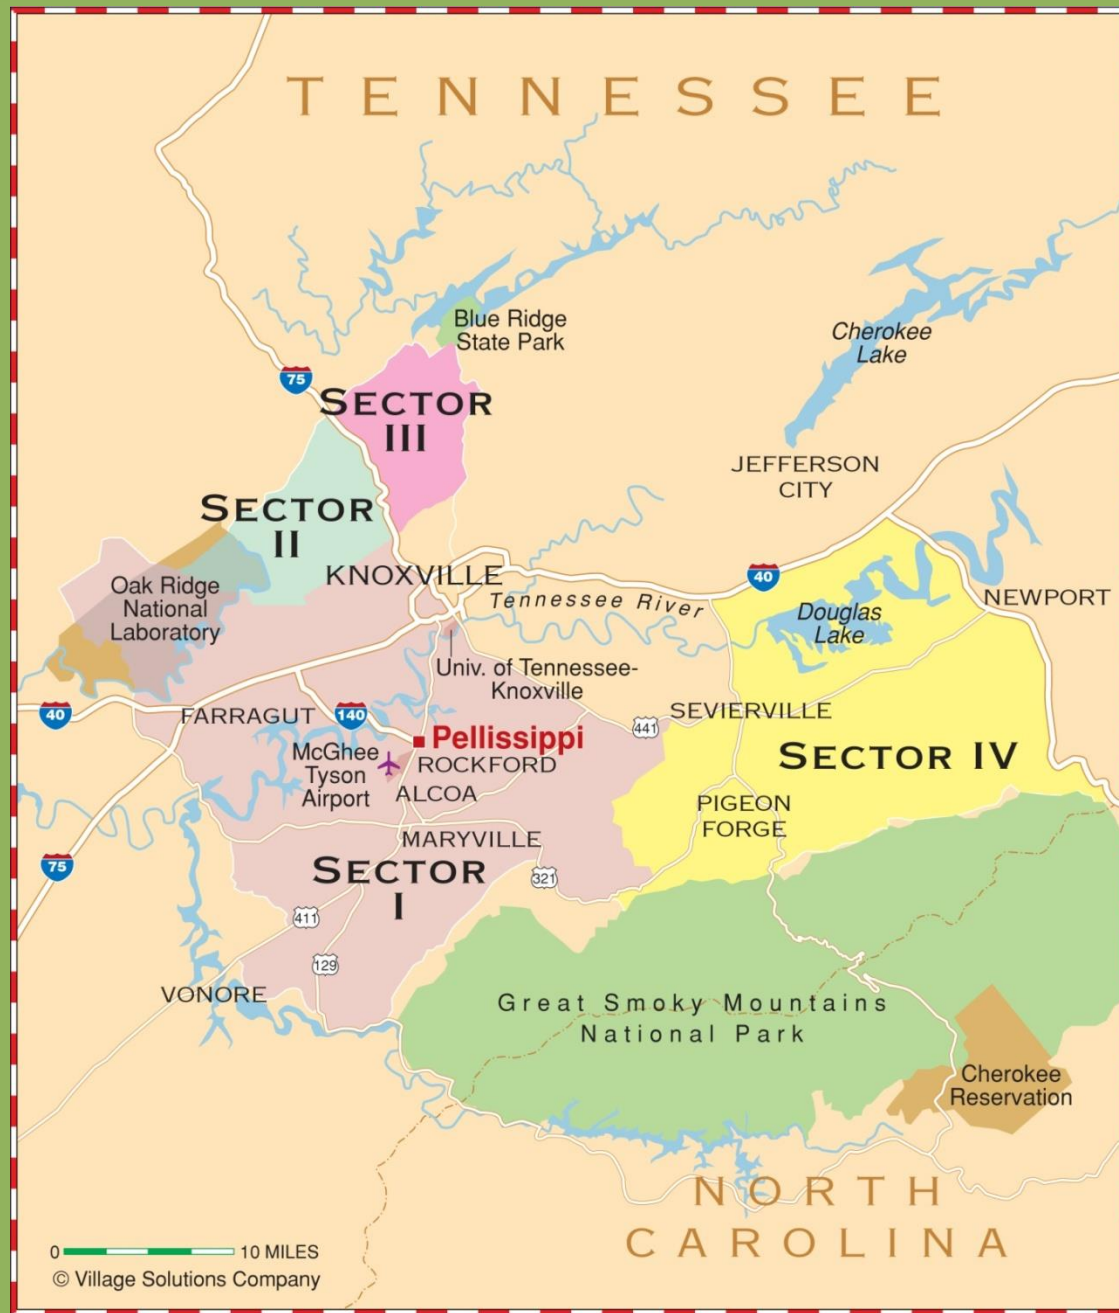 TENNESSEE
Blue Ridge
State Park
Cherokee
Lake
75
SECTOR
III
JEFFERSON
CITY
SECTOR
II
KNOXVILLE
40
Oak Ridge
National
Laboratory
Tennessee River
Douglas
Lake
NEWPORT
Univ. of Tennessee-
Knoxville
40
FARRAGUT
140
441
SEVIERVILLE
Pellissippi
McGhee
Tyson
Airport
ROCKFORD
SECTOR IV
ALCOA
PIGEON
FORGE
MARYVILLE
75
SECTOR
I
321
411
129
VONORE
Great Smoky Mountains
National Park
Cherokee
Reservation
NORTH
CAROLINA
0 10 MILES
© Village Solutions Company